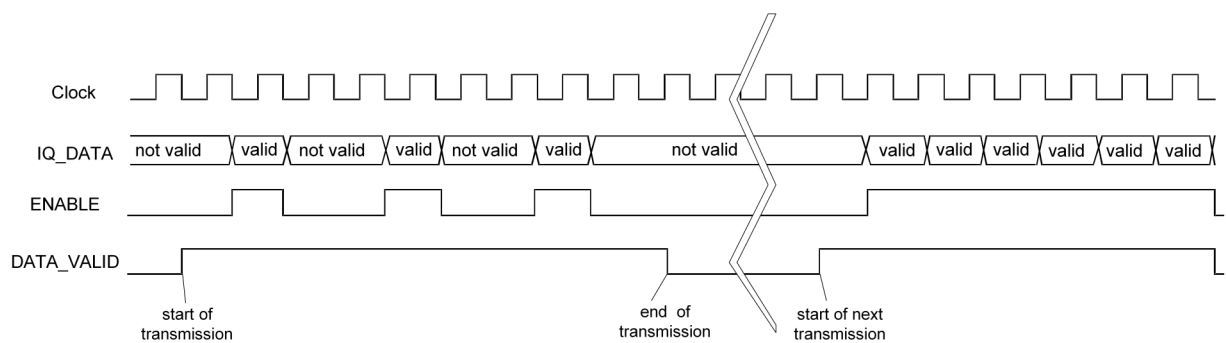 Clock
IQ_DATA
not valid
valid
not valid
valid
not valid
valid
not valid
valid
valid
valid
valid
valid
valid
ENABLE
DATA_VALID
start of
transmission
end of
transmission
start of next
transmission